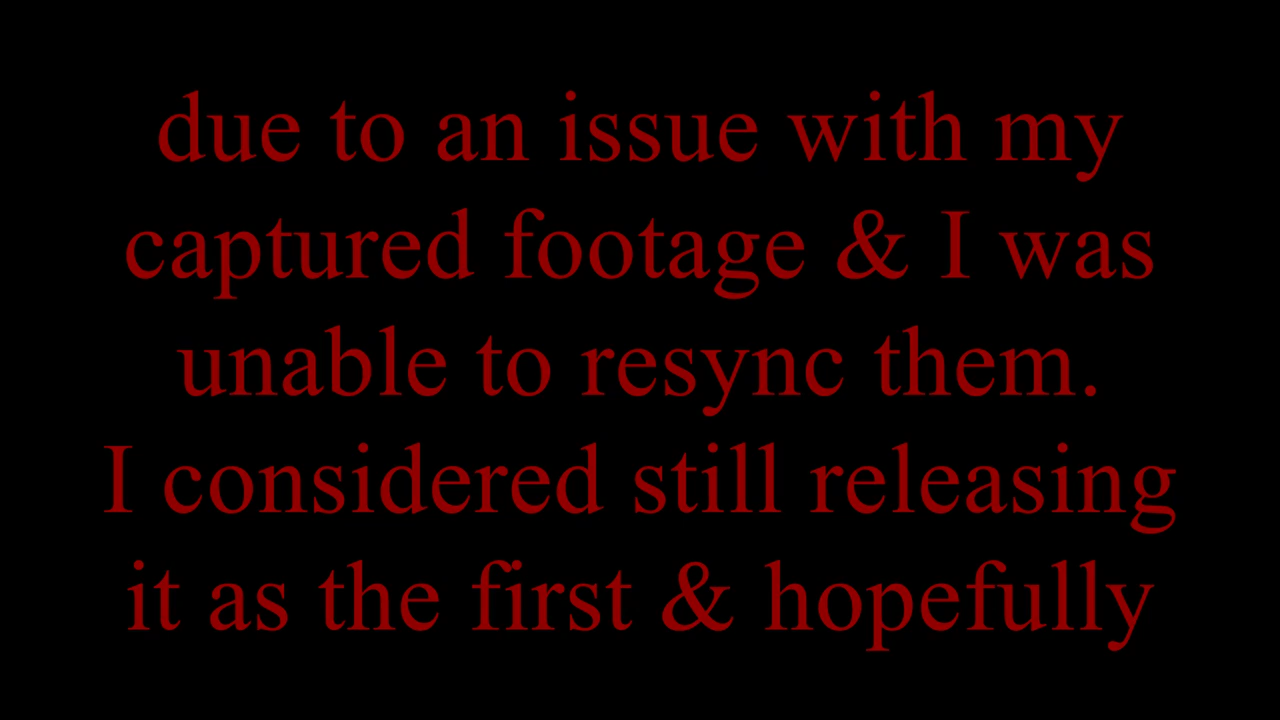 due to an issue with my
captured footage & I was
unable to resync them.
I considered still releasing
it as the first & hopefully